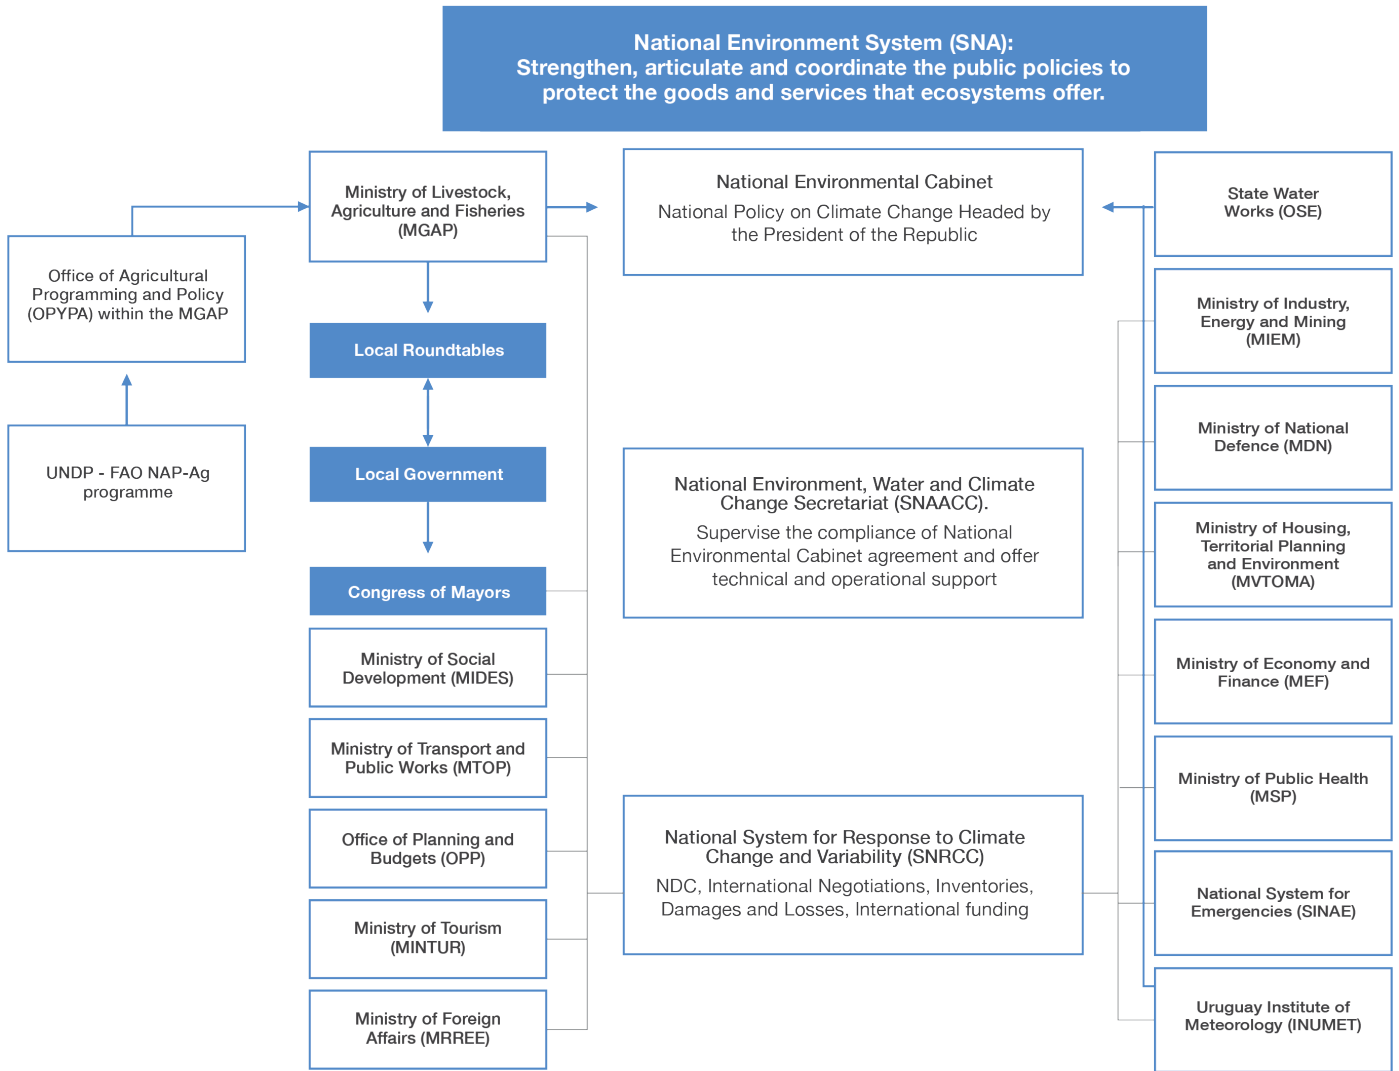 National Environment System (SNA):
Strengthen, articulate and coordinate the public policies to
protect the goods and services that ecosystems offer.
Office of Agricultural
Programming and Policy
(OPYPA) within the MGAP
UNDP - FAO NAP-Ag
programme
Ministry of Livestock,
Agriculture and Fisheries
(MGAP)
Local Roundtables
Local Government
Congress of Mayors
Ministry of Social
Development (MIDES)
Ministry of Transport and
Public Works (MTOP)
Office of Planning and
Budgets (OPP)
Ministry of Tourism
(MINTUR)
Ministry of Foreign
Affairs (MRREE)
National Environmental Cabinet
National Policy on Climate Change Headed by
the President of the Republic
National Environment, Water and Climate
Change Secretariat (SNAACC).
Supervise the compliance of National
Environmental Cabinet agreement and offer
technical and operational support
National System for Response to Climate
Change and Variability (SNRCC)
NDC, International Negotiations, Inventories,
Damages and Losses, International funding
State Water
Works (OSE)
Ministry of Industry,
Energy and Mining
(MIEM)
Ministry of National
Defence (MDN)
Ministry of Housing,
Territorial Planning
and Environment
(MVTOMA)
Ministry of Economy and
Finance (MEF)
Ministry of Public Health
(MSP)
National System for
Emergencies (SINAE)
Uruguay Institute of
Meteorology (INUMET)